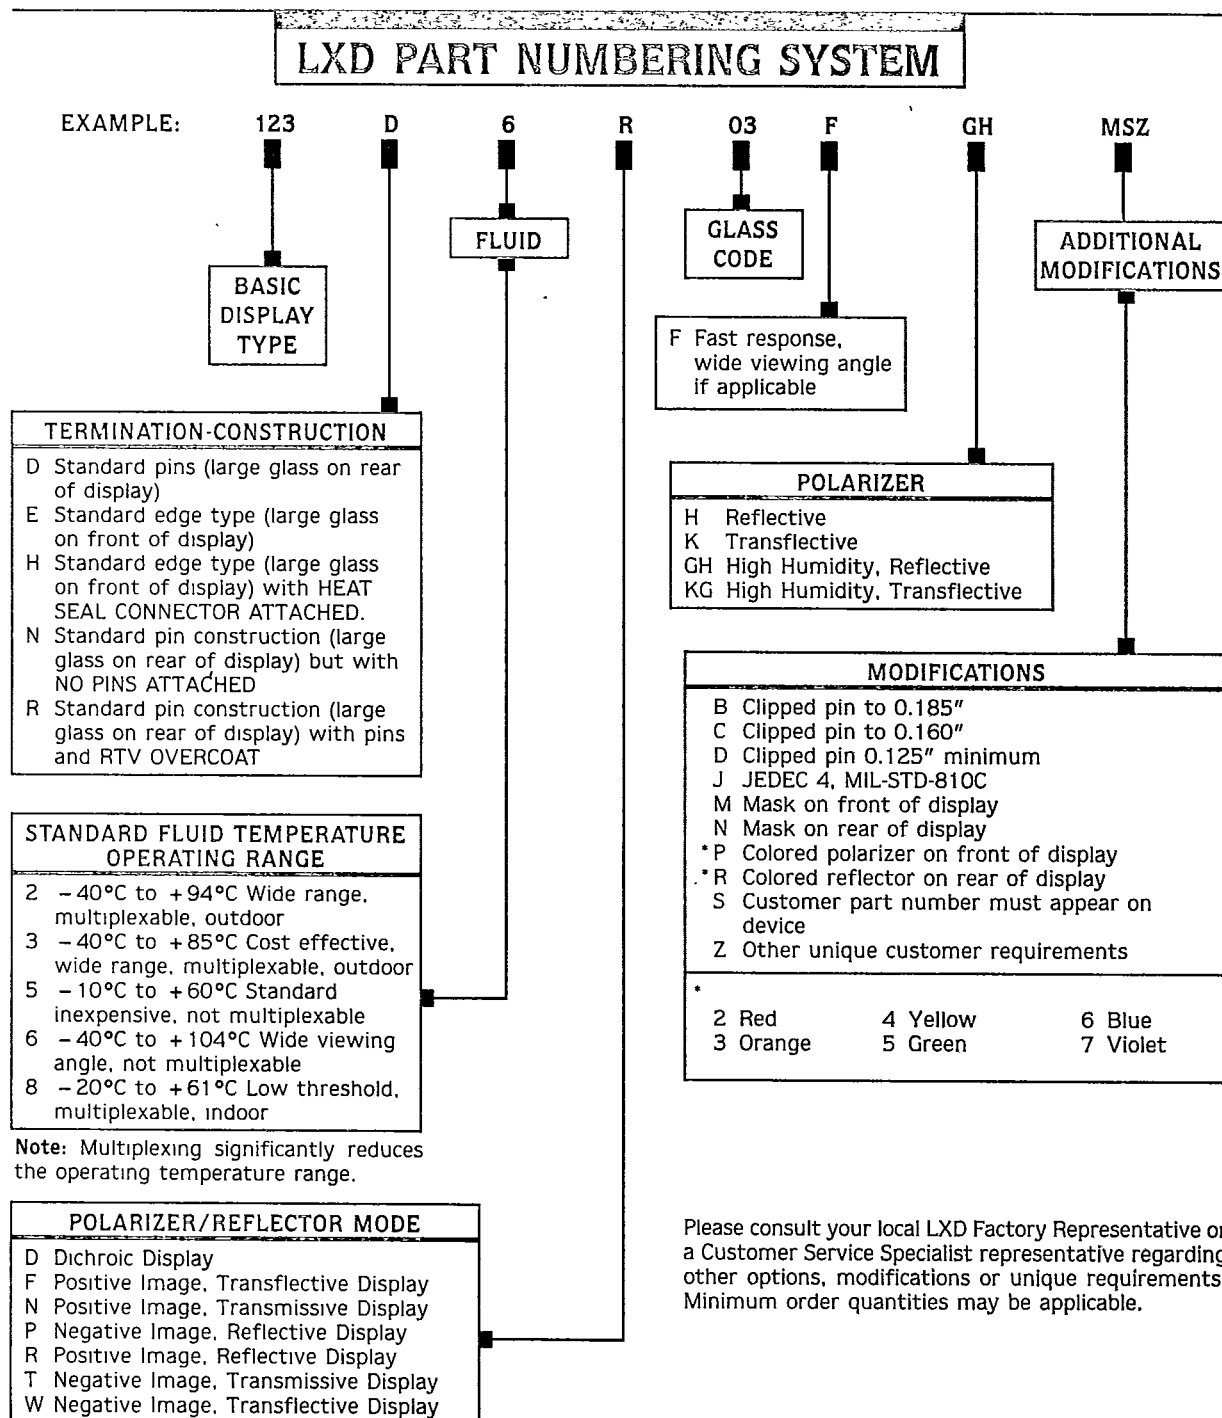 LXD PART NUMBERING SYSTEM
EXAMPLE: 123 D 6 R 03 F GH MSZ
BASIC
DISPLAY
TYPE
FLUID
GLASS
CODE
ADDITIONAL
MODIFICATIONS
F Fast response,
wide viewing angle
if applicable
TERMINATION-CONSTRUCTION
D Standard pins (large glass on rear
of display)
E Standard edge type (large glass
on front of display)
H Standard edge type (large glass
on front of display) with HEAT
SEAL CONNECTOR ATTACHED.
N Standard pin construction (large
glass on rear of display) but with
NO PINS ATTACHED
R Standard pin construction (large
glass on rear of display) with pins
and RTV OVERCOAT
POLARIZER
H Reflective
K Transflective
GH High Humidity, Reflective
KG High Humidity, Transflective
MODIFICATIONS
B Clipped pin to 0.185"
C Clipped pin to 0.160"
D Clipped pin 0.125" minimum
J JEDEC 4, MIL-STD-810C
M Mask on front of display
N Mask on rear of display
*P Colored polarizer on front of display
*R Colored reflector on rear of display
S Customer part number must appear on
device
Z Other unique customer requirements
*
2 Red 4 Yellow 6 Blue
3 Orange 5 Green 7 Violet
STANDARD FLUID TEMPERATURE
OPERATING RANGE
2 -40°C to +94°C Wide range,
multiplexable, outdoor
3 -40°C to +85°C Cost effective,
wide range, multiplexable, outdoor
5 -10°C to +60°C Standard
inexpensive, not multiplexable
6 -40°C to +104°C Wide viewing
angle, not multiplexable
8 -20°C to +61°C Low threshold,
multiplexable, indoor
Note: Multiplexing significantly reduces
the operating temperature range.
POLARIZER/REFLECTOR MODE
D Dichroic Display
F Positive Image, Transflective Display
N Positive Image, Transmissive Display
P Negative Image, Reflective Display
R Positive Image, Reflective Display
T Negative Image, Transmissive Display
W Negative Image, Transflective Display
Please consult your local LXD Factory Representative or
a Customer Service Specialist representative regarding
other options, modifications or unique requirements
Minimum order quantities may be applicable.